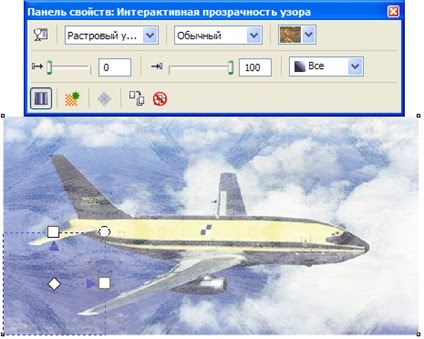 Панель свойств: Интерактивная прозрачность узора
Растровый у... Обычный
0 100 Все